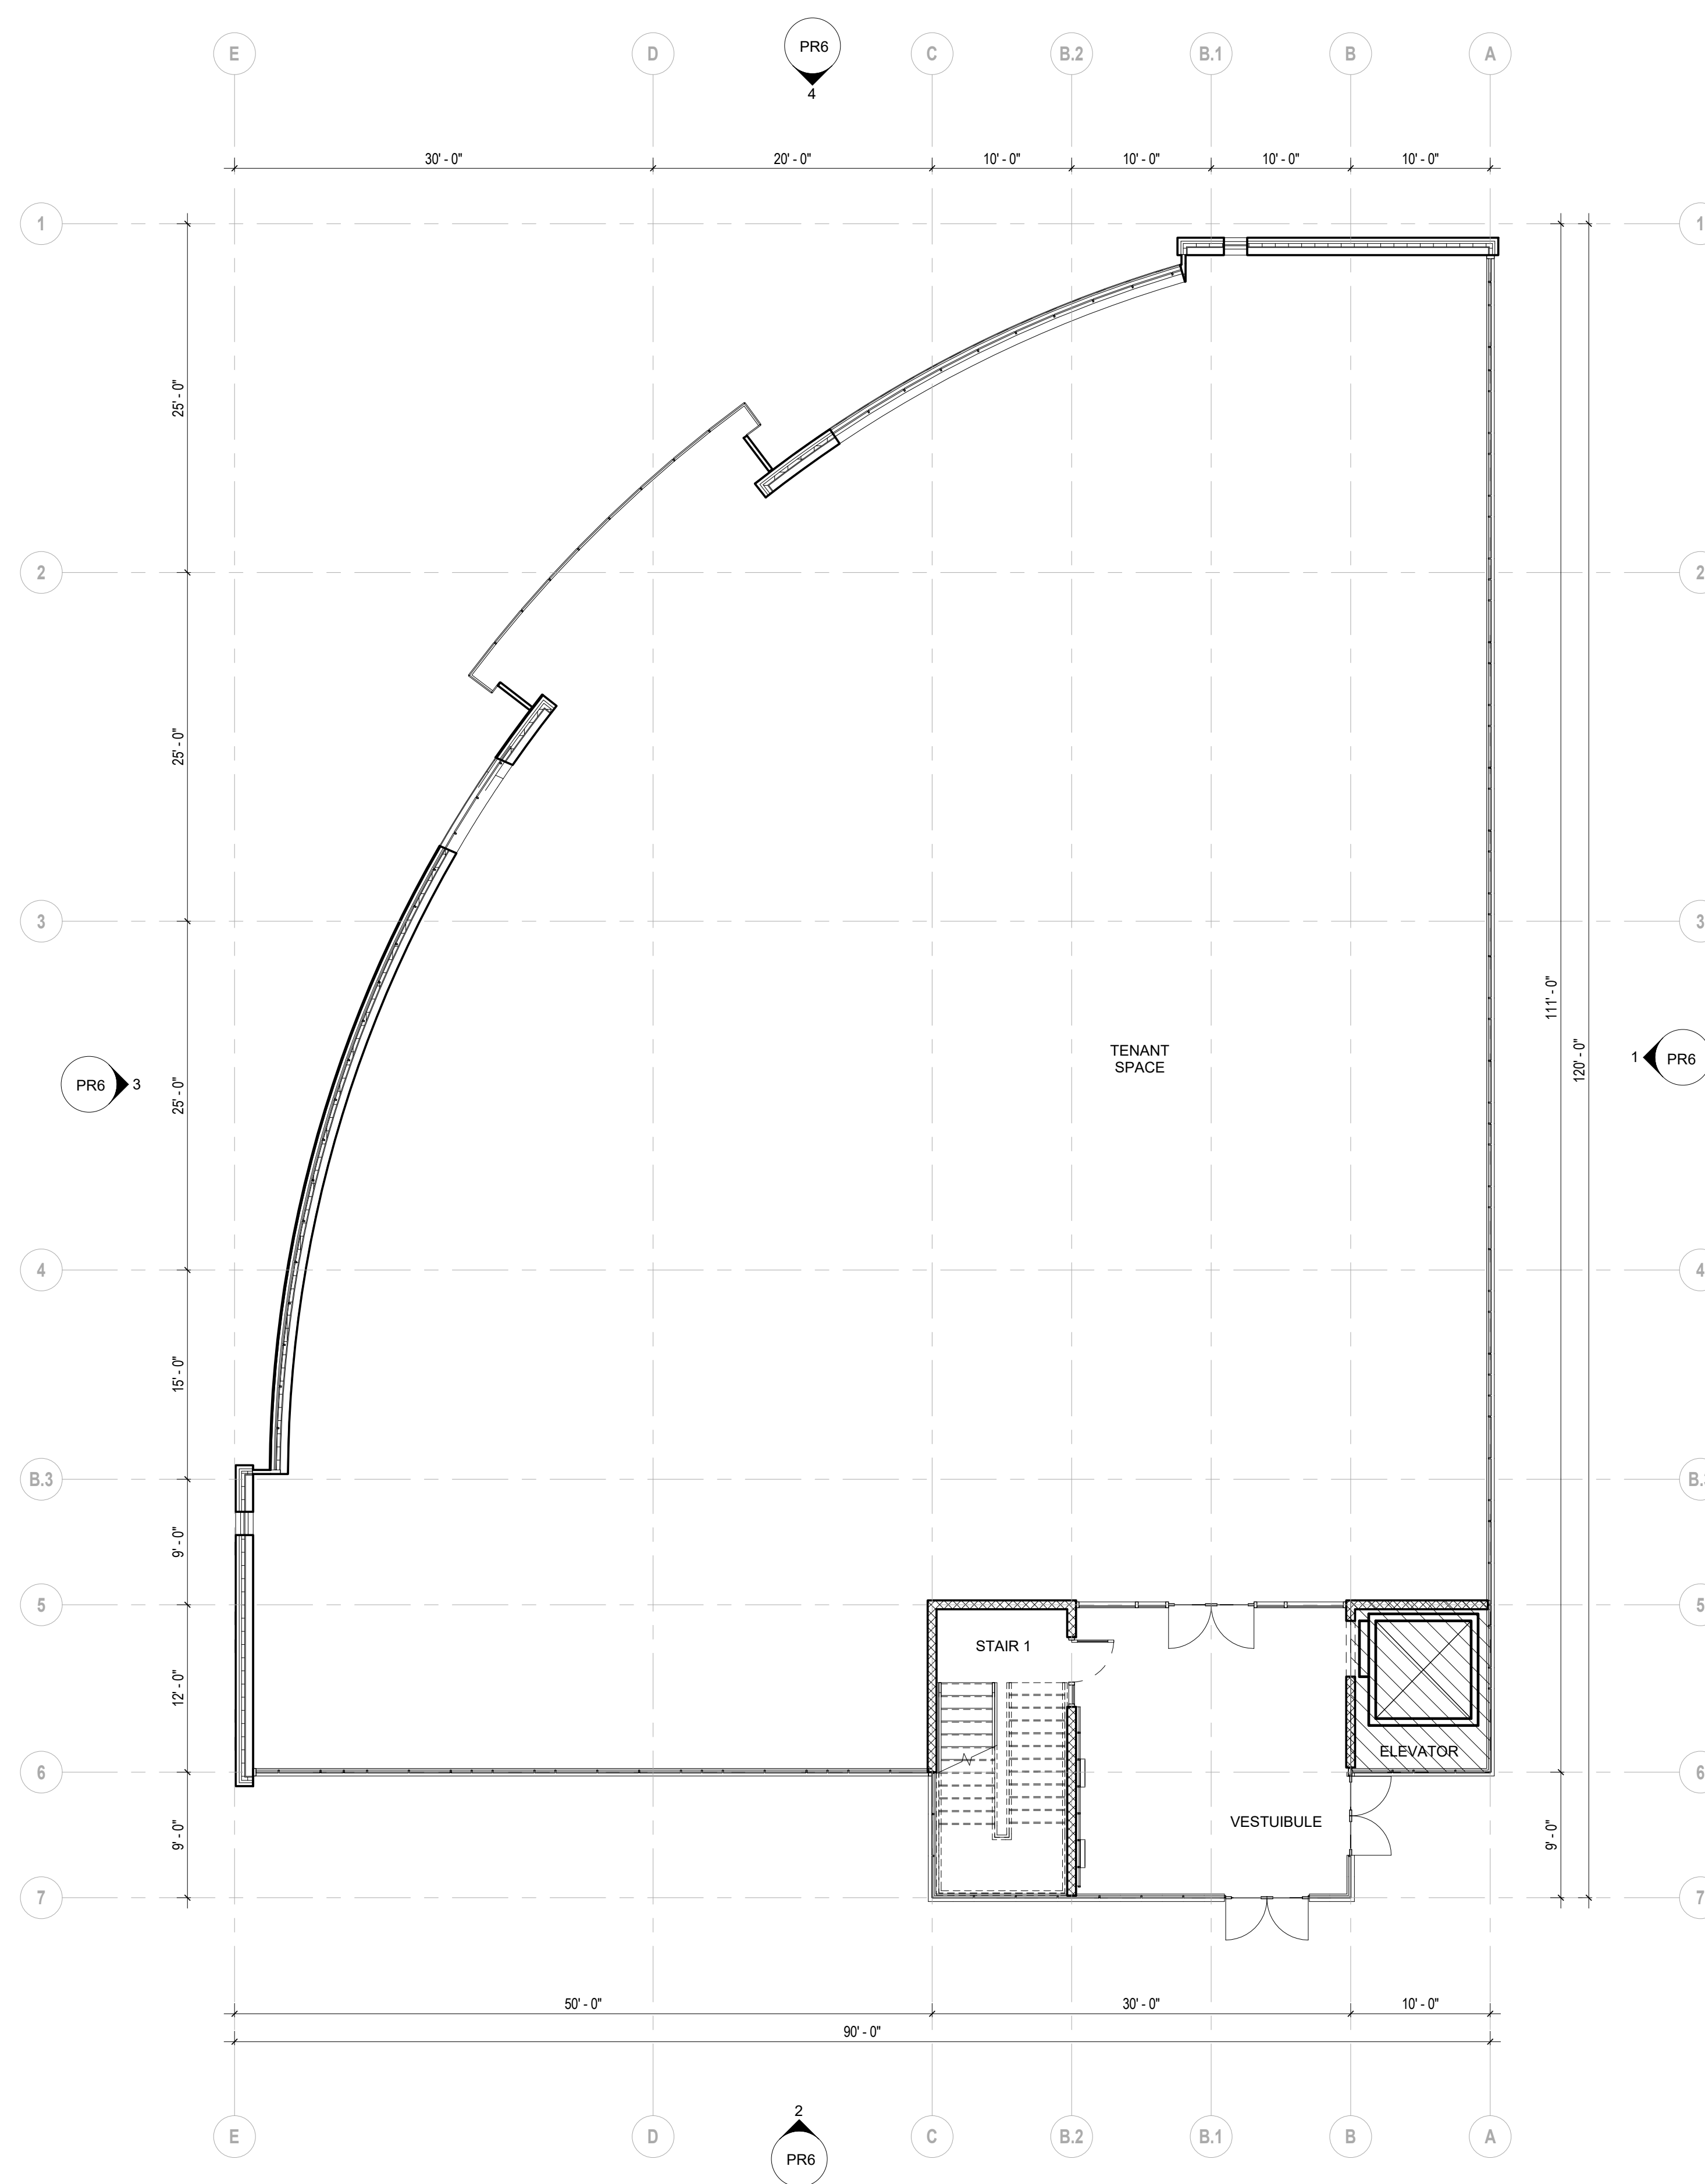 E
D
PR6
4
C
B.2
B.1
B
A
30' - 0"
20' - 0"
10' - 0"
10' - 0"
10' - 0"
10' - 0"
1
1
25' - 0"
2
2
25' - 0"
3
3
111' - 0"
120' - 0"
TENANT
SPACE
PR6
3
25' - 0"
1
PR6
4
4
15' - 0"
B.3
B.
9' - 0"
5
5
STAIR 1
12' - 0"
ELEVATOR
6
6
VESTUIBULE
9' - 0"
9' - 0"
7
7
50' - 0"
30' - 0"
10' - 0"
90' - 0"
2
PR6
E
D
C
B.2
B.1
B
A